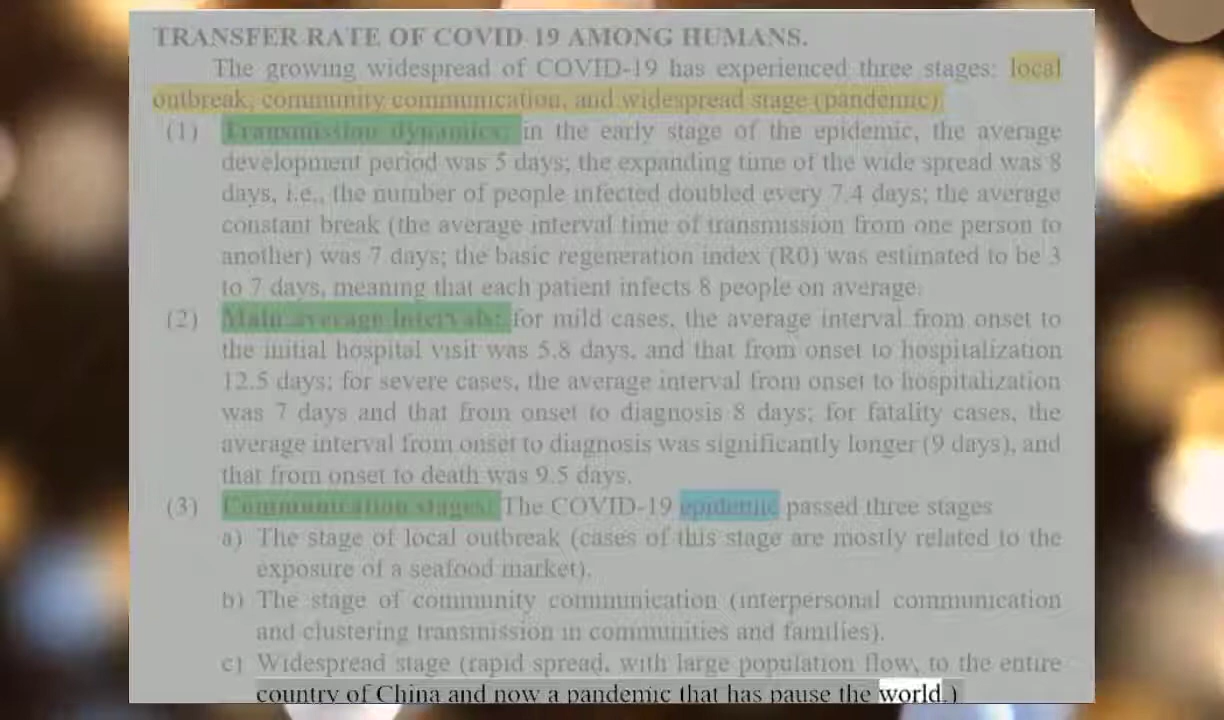 TRANSFER RATE OF COVID 19 AMONG HUMANS.
The growing widespread of COVID-19 has experienced three stages: local
outbreak, community communication, and widespread stage (pandemic).
(1) Transmission dynamics: in the early stage of the epidemic, the average
development period was 5 days; the expanding time of the wide spread was 8
days, i.e., the number of people infected doubled every 7.4 days; the average
constant break (the average interval time of transmission from one person to
another) was 7 days; the basic regeneration index (R0) was estimated to be 3
to 7 days, meaning that each patient infects 8 people on average.
(2) Main average intervals: for mild cases, the average interval from onset to
the initial hospital visit was 5.8 days, and that from onset to hospitalization
12.5 days; for severe cases, the average interval from onset to hospitalization
was 7 days and that from onset to diagnosis 8 days; for fatality cases, the
average interval from onset to diagnosis was significantly longer (9 days), and
that from onset to death was 9.5 days.
(3) Communication stages: The COVID-19 epidemic passed three stages
a) The stage of local outbreak (cases of this stage are mostly related to the
exposure of a seafood market).
b) The stage of community communication (interpersonal communication
and clustering transmission in communities and families).
c) Widespread stage (rapid spread, with large population flow, to the entire
country of China and now a pandemic that has pause the world.)